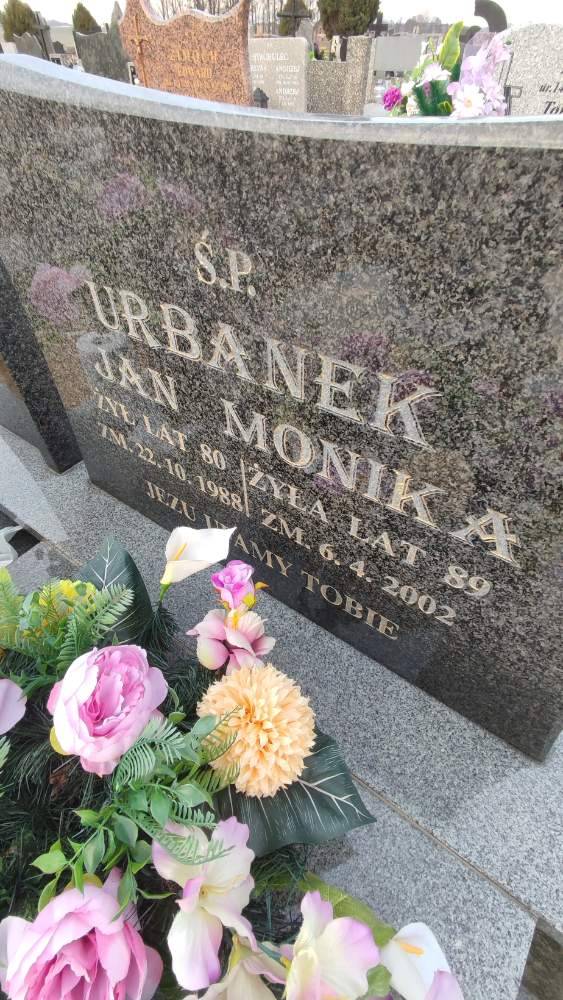 Ś.P.
URBANEK
JAN MONIKA
ŻYŁ LAT 80 ŻYŁA LAT 89
ZM. 22.10.1988 ZM. 6.4.2002
JEZU UFAMY TOBIE